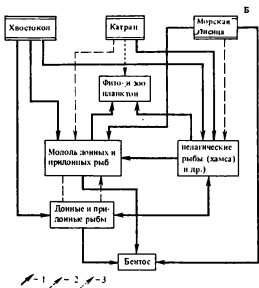 Б
Хвостокол
Катран
Морская
Лисица
Фито- и зоо
планктон
Молодь донных и
придонных рыб
пелагические
рыбы (хамса)
и др.)
Донные и при-
донные рыбы
Бентос
- 1 - 2 - 3